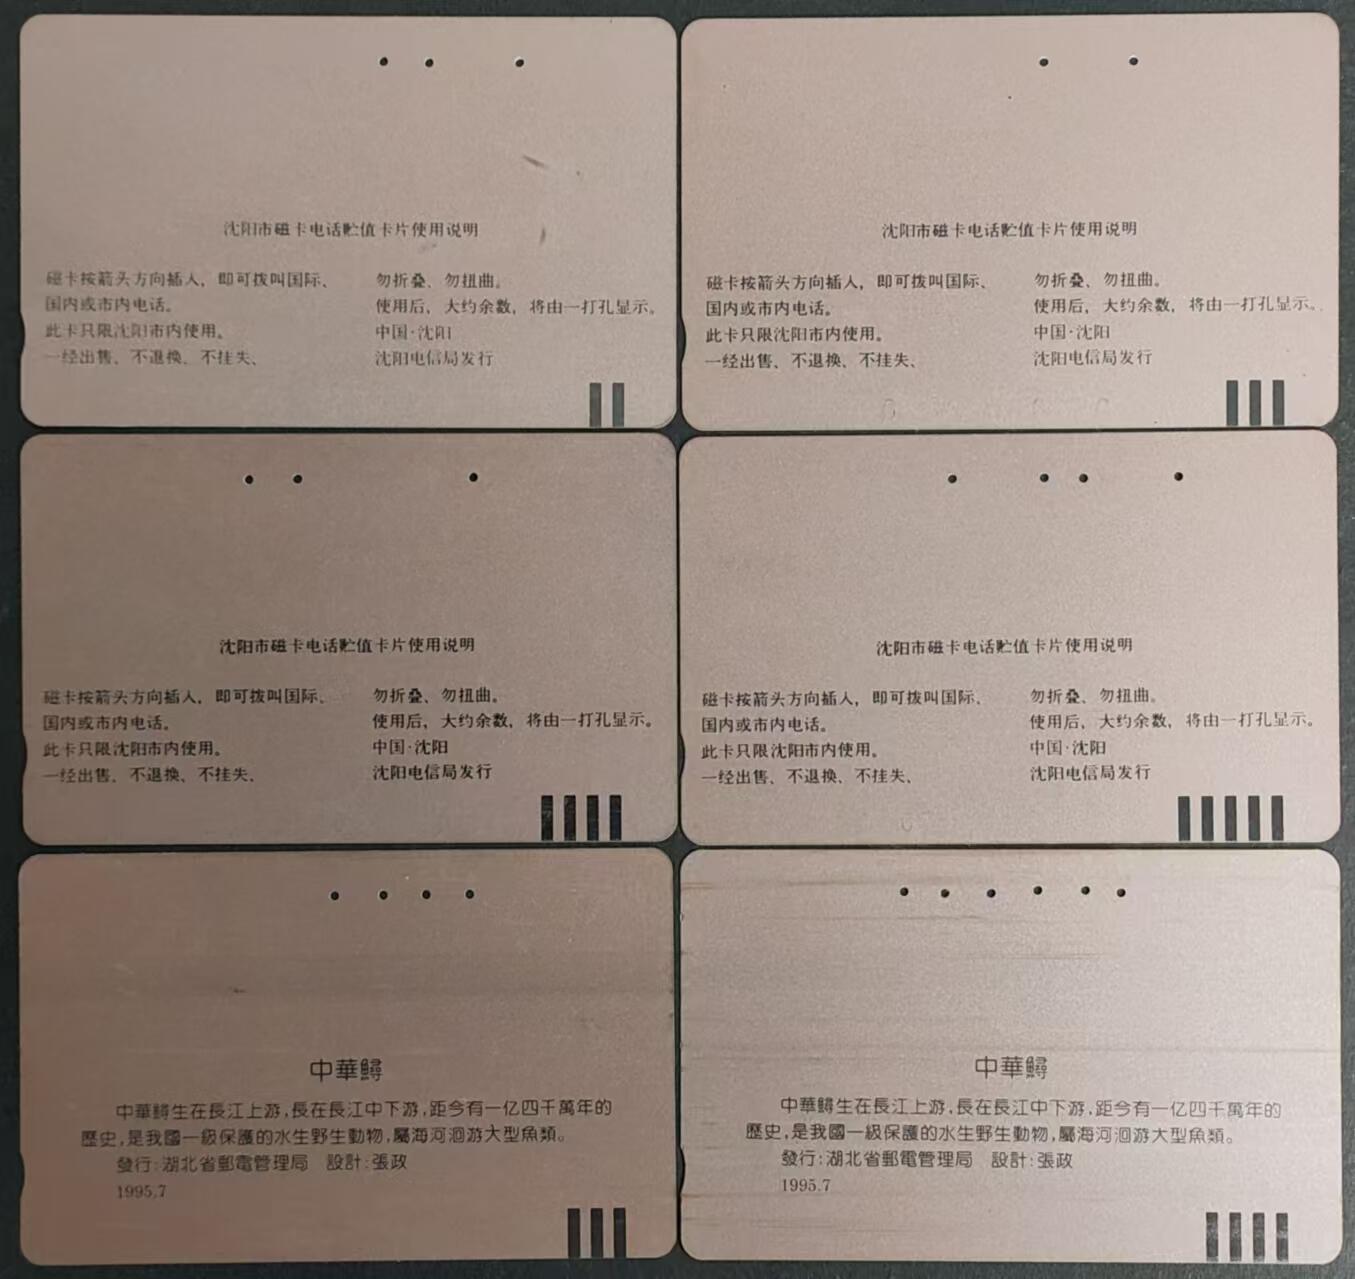 沈阳市磁卡电话贮值卡片使用说明
磁卡按箭头方向插人，即可拨叫国际、
国内或市内电话。
此卡只限沈阳市内使用。
一经出售、不退换、不挂失、
勿折叠、勿扭曲。
使用后，大约余数，将由一打孔显示。
中国·沈阳
沈阳电信局发行
沈阳市磁卡电话贮值卡片使用说明
磁卡按箭头方向插人，即可拨叫国际、
国内或市内电话。
此卡只限沈阳市内使用。
一经出售、不退换、不挂失、
勿折叠、勿扭曲。
使用后，大约余数，将由一打孔显示。
中国·沈阳
沈阳电信局发行
沈阳市磁卡电话贮值卡片使用说明
磁卡按箭头方向插人，即可拨叫国际、
国内或市内电话。
此卡只限沈阳市内使用。
一经出售、不退换、不挂失、
勿折叠、勿扭曲。
使用后，大约余数，将由一打孔显示。
中国·沈阳
沈阳电信局发行
沈阳市磁卡电话贮值卡片使用说明
磁卡按箭头方向插人，即可拨叫国际、
国内或市内电话。
此卡只限沈阳市内使用。
一经出售、不退换、不挂失、
勿折叠、勿扭曲。
使用后，大约余数，将由一打孔显示。
中国·沈阳
沈阳电信局发行
中華鱘
中華鱘生在長江上游,長在長江中下游,距今有一亿四千萬年的
歷史,是我國一級保護的水生野生動物,屬海河洄游大型魚類。
發行:湖北省郵電管理局 設計:張政
1995.7
中華鱘
中華鱘生在長江上游,長在長江中下游,距今有一亿四千萬年的
歷史,是我國一級保護的水生野生動物,屬海河洄游大型魚類。
發行:湖北省郵電管理局 設計:張政
1995.7